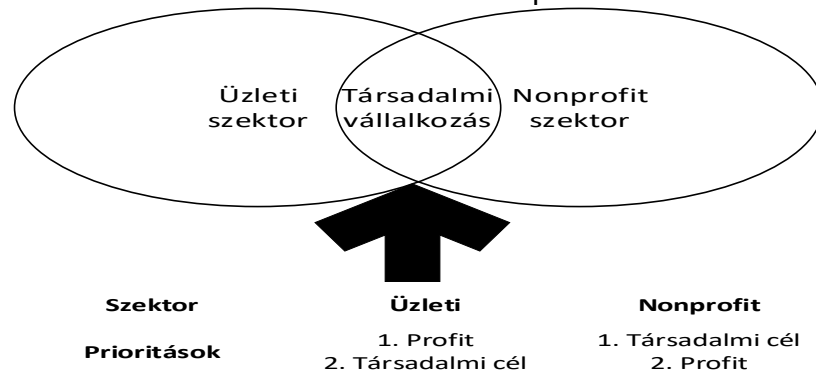 Üzleti
szektor
Társadalmi
vállalkozás
Nonprofit
szektor
Szektor Üzleti Nonprofit
Prioritások
1. Profit
2. Társadalmi cél
1. Társadalmi cél
2. Profit